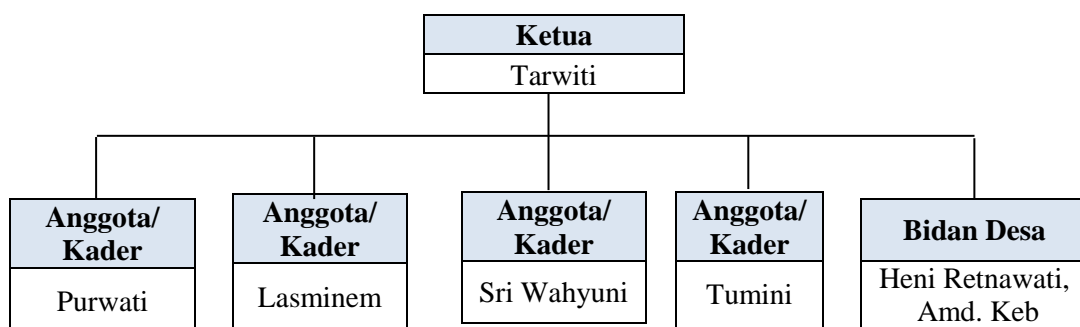 Ketua
Tarwiti
Anggota/
Kader
Purwati
Anggota/
Kader
Lasminem
Anggota/
Kader
Sri Wahyuni
Anggota/
Kader
Tumini
Bidan Desa
Heni Retnawati,
Amd. Keb